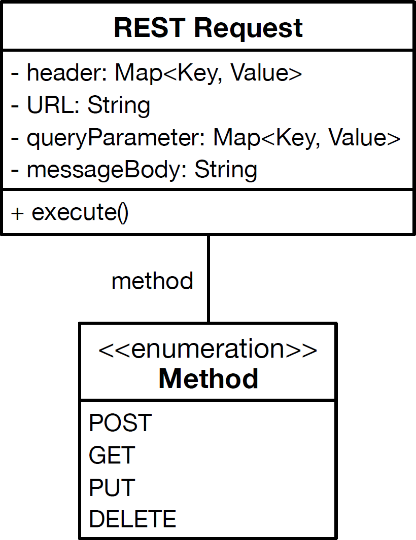 REST Request
- header: Map<Key, Value>
- URL: String
- queryParameter: Map<Key, Value>
- messageBody: String
+ execute()
method
<<enumeration>>
Method
POST
GET
PUT
DELETE